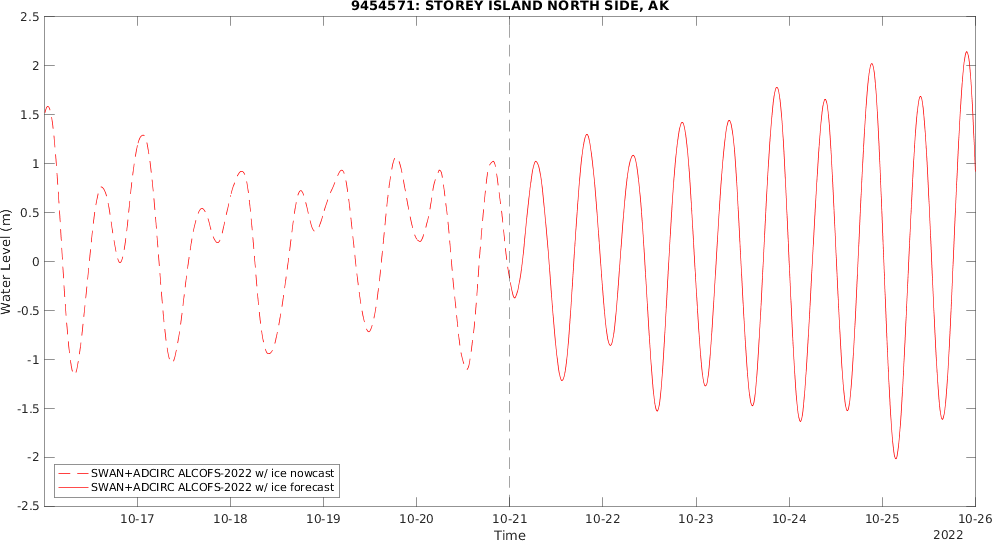 9454571: STOREY ISLAND NORTH SIDE, AK
2.5
2
1.5
1
0.5
0
-0.5
-1
-1.5
-2
-2.5
Water Level (m)
SWAN+ADCIRC ALCOFS-2022 w/ ice nowcast
SWAN+ADCIRC ALCOFS-2022 w/ ice forecast
10-17 10-18 10-19 10-20 10-21 10-22 10-23 10-24 10-25 10-26
Time
2022